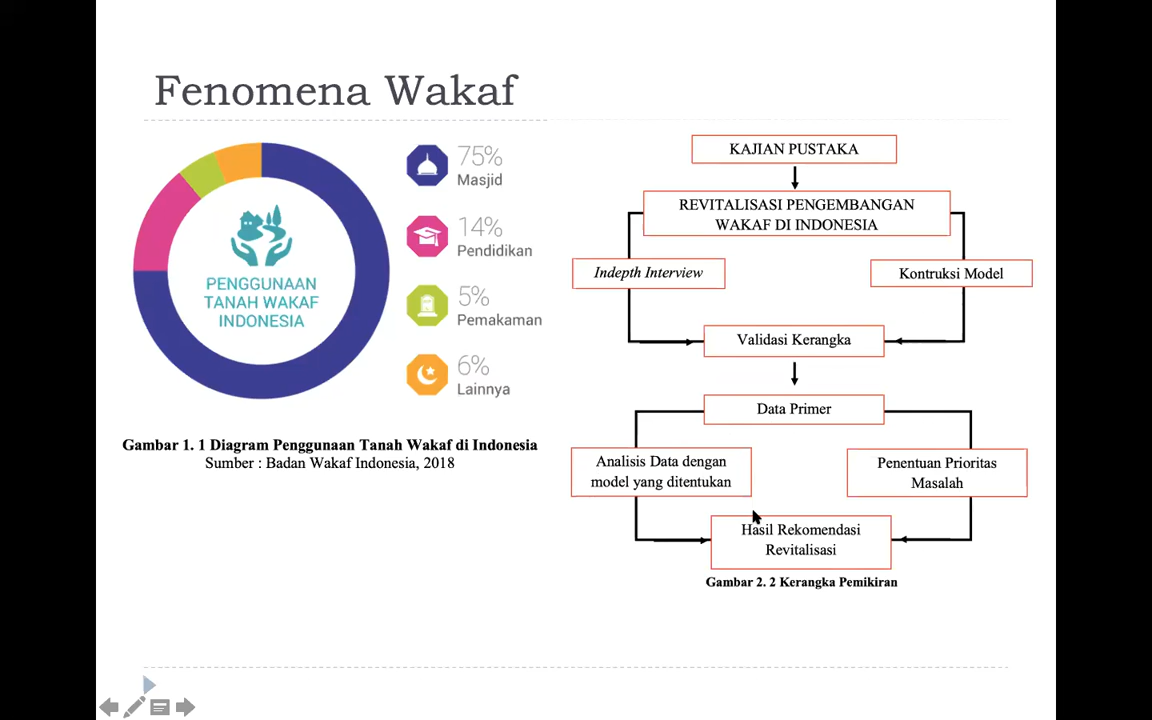 Fenomena Wakaf
75%
Masjid
14%
Pendidikan
5%
Pemakaman
6%
Lainnya
PENGGUNAAN
TANAH WAKAF
INDONESIA
Gambar 1. 1 Diagram Penggunaan Tanah Wakaf di Indonesia
Sumber : Badan Wakaf Indonesia, 2018
KAJIAN PUSTAKA
REVITALISASI PENGEMBANGAN
WAKAF DI INDONESIA
Indepth Interview
Kontruksi Model
Validasi Kerangka
Data Primer
Analisis Data dengan
model yang ditentukan
Penentuan Prioritas
Masalah
Hasil Rekomendasi
Revitalisasi
Gambar 2. 2 Kerangka Pemikiran